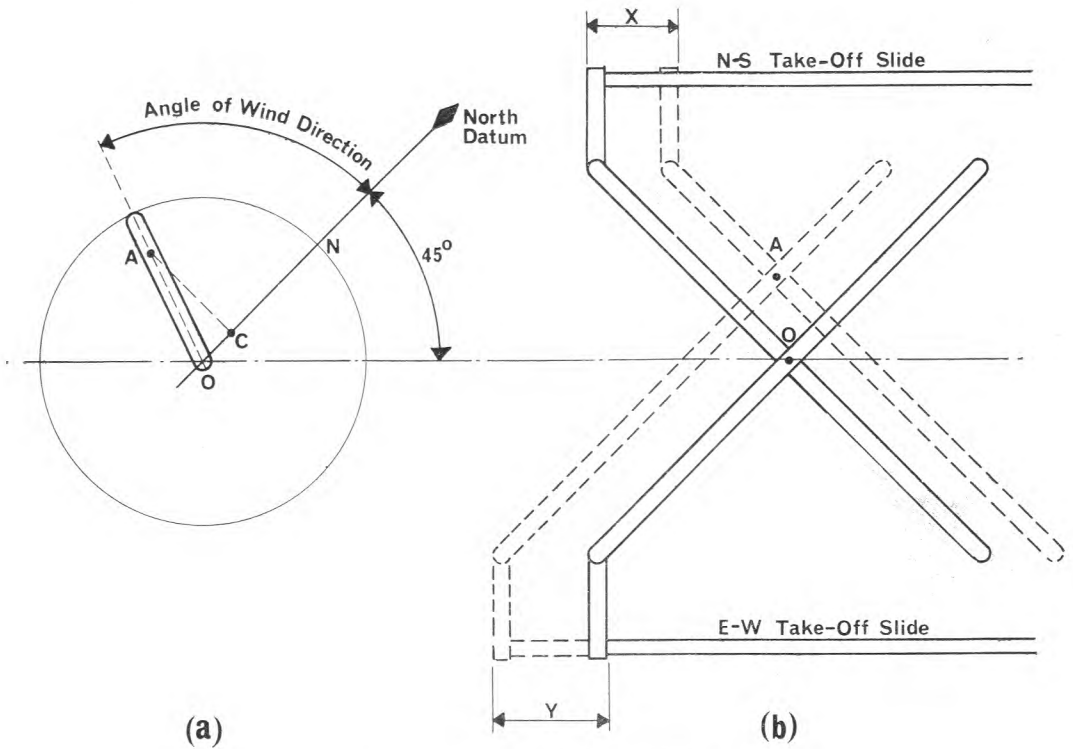 Angle of Wind Direction
North
Datum
N
45°
A
C
O
(a)
X
N-S Take-Off Slide
A
O
E-W Take-Off Slide
Y
(b)